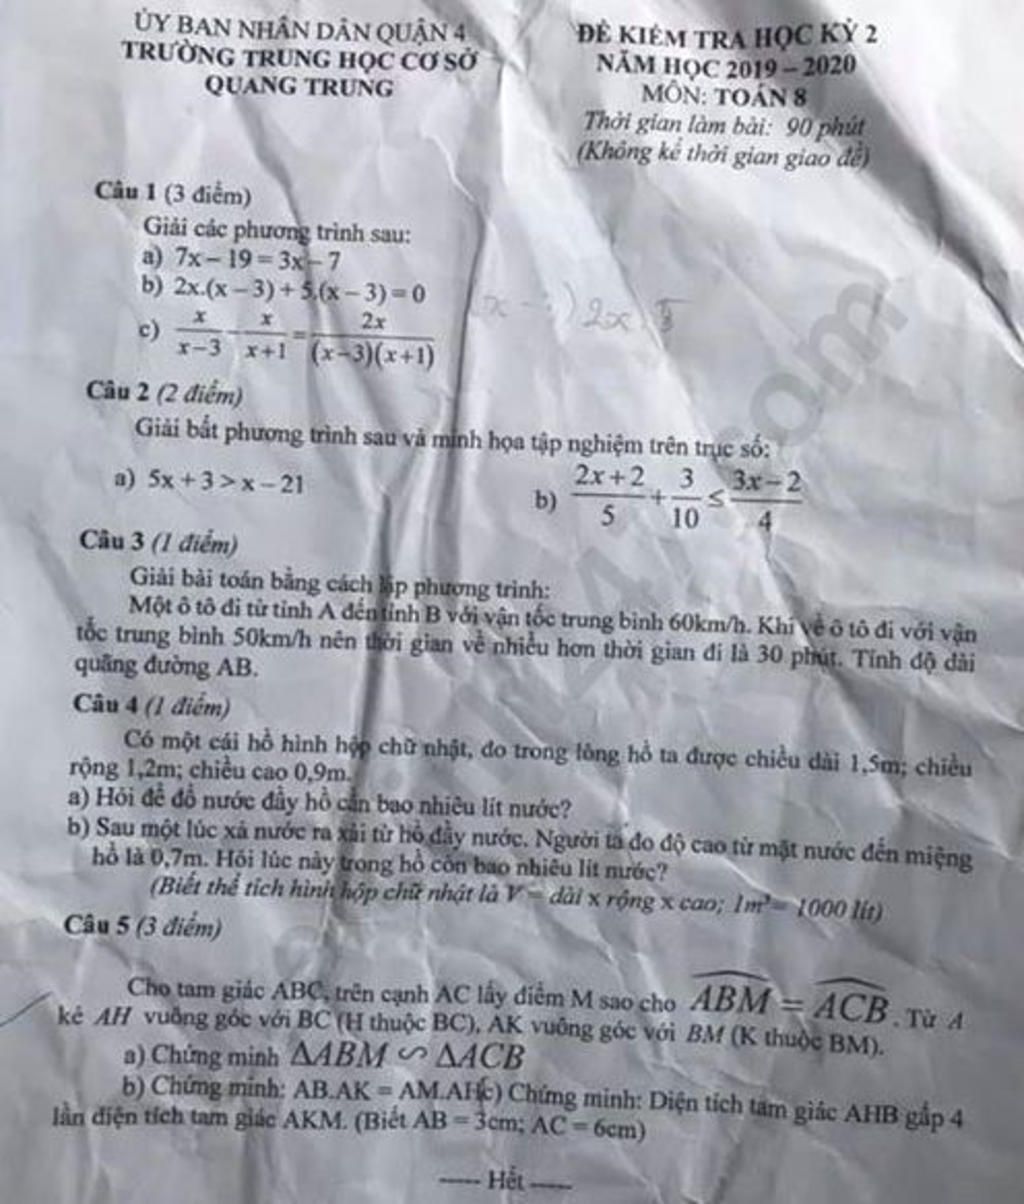 ỦY BAN NHÂN DÂN QUẬN 4
TRƯỜNG TRUNG HỌC CƠ SỞ
QUANG TRUNG
ĐỀ KIỂM TRA HỌC KỲ 2
NĂM HỌC 2019 – 2020
MÔN: TOÁN 8
Thời gian làm bài: 90 phút
(Không kể thời gian giao đề)
Câu 1 (3 điểm)
Giải các phương trình sau:
a) 7x – 19 = 3x – 7
b) 2x.(x – 3) + 5.(x – 3) = 0
c) x/(x–3) – x/(x+1) = 2x/((x–3)(x+1))
Câu 2 (2 điểm)
Giải bất phương trình sau và minh họa tập nghiệm trên trục số:
a) 5x + 3 > x – 21
b) (2x+2)/5 + 3/10 ≤ (3x–2)/4
Câu 3 (1 điểm)
Giải bài toán bằng cách lập phương trình:
Một ô tô đi từ tỉnh A đến tỉnh B với vận tốc trung bình 60km/h. Khi về ô tô đi với vận
tốc trung bình 50km/h nên thời gian về nhiều hơn thời gian đi là 30 phút. Tính độ dài
quãng đường AB.
Câu 4 (1 điểm)
Có một cái hồ hình hộp chữ nhật, đo trong lòng hồ ta được chiều dài 1,5m; chiều
rộng 1,2m; chiều cao 0,9m.
a) Hỏi để đổ nước đầy hồ cần bao nhiêu lít nước?
b) Sau một lúc xả nước ra xài từ hồ đầy nước. Người ta đo độ cao từ mặt nước đến miệng
hồ là 0,7m. Hỏi lúc này trong hồ còn bao nhiêu lít nước?
(Biết thể tích hình hộp chữ nhật là V = dài x rộng x cao; 1m³ = 1000 lít)
Câu 5 (3 điểm)
Cho tam giác ABC, trên cạnh AC lấy điểm M sao cho ABM = ACB. Từ A
kẻ AH vuông góc với BC (H thuộc BC), AK vuông góc với BM (K thuộc BM).
a) Chứng minh ΔABM ∽ ΔACB
b) Chứng minh: AB.AK = AM.AH c) Chứng minh: Diện tích tam giác AHB gấp 4
lần diện tích tam giác AKM. (Biết AB = 3cm; AC = 6cm)
----- Hết -----